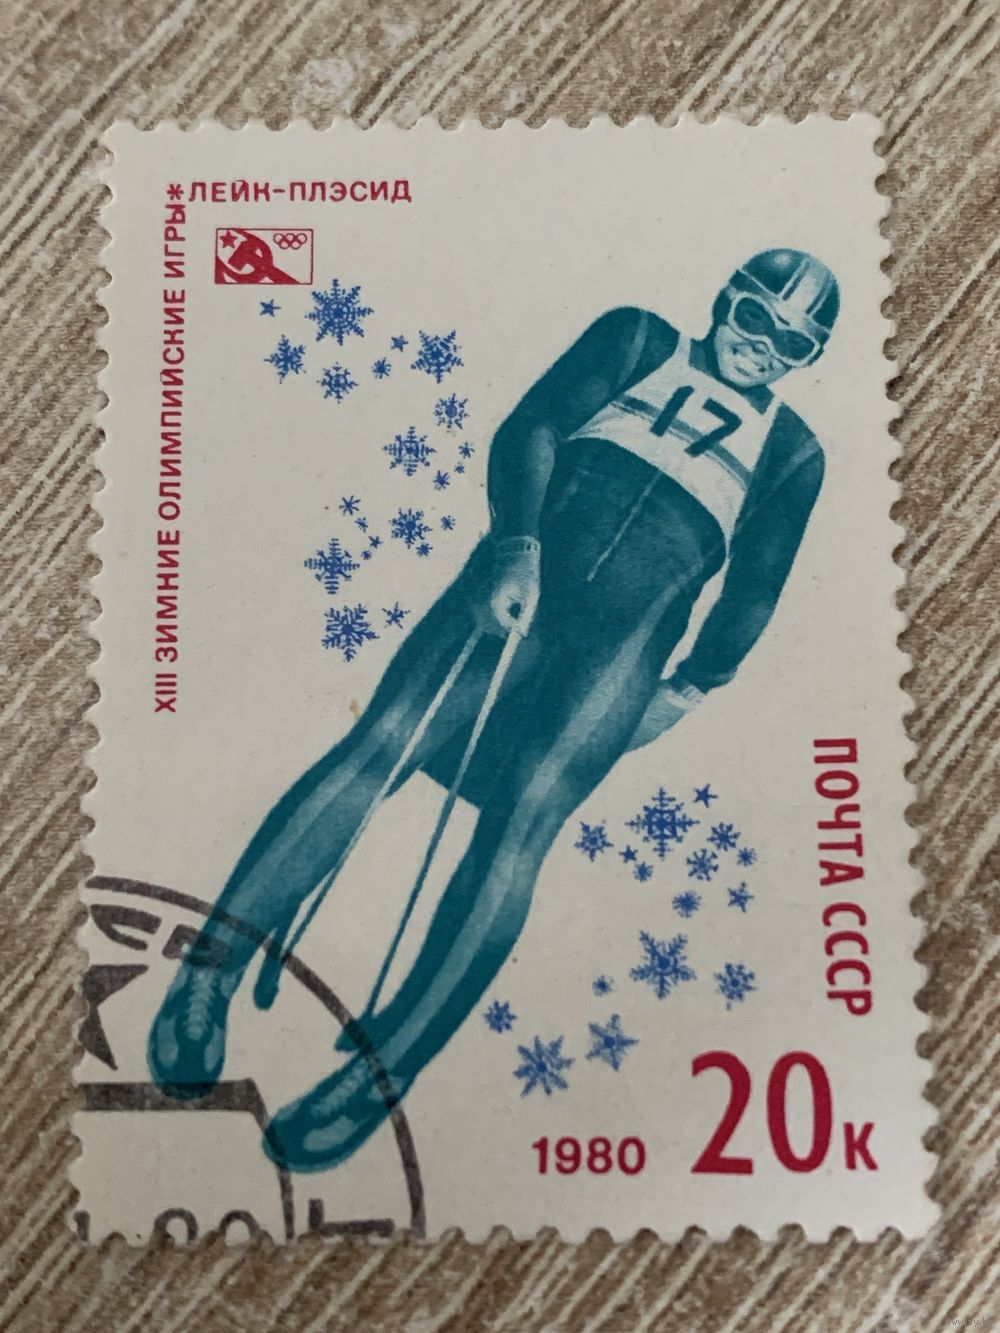 XIII ЗИМНИЕ ОЛИМПИЙСКИЕ ИГРЫ*ЛЕЙК-ПЛЭСИД
17
ПОЧТА СССР
1980 20к